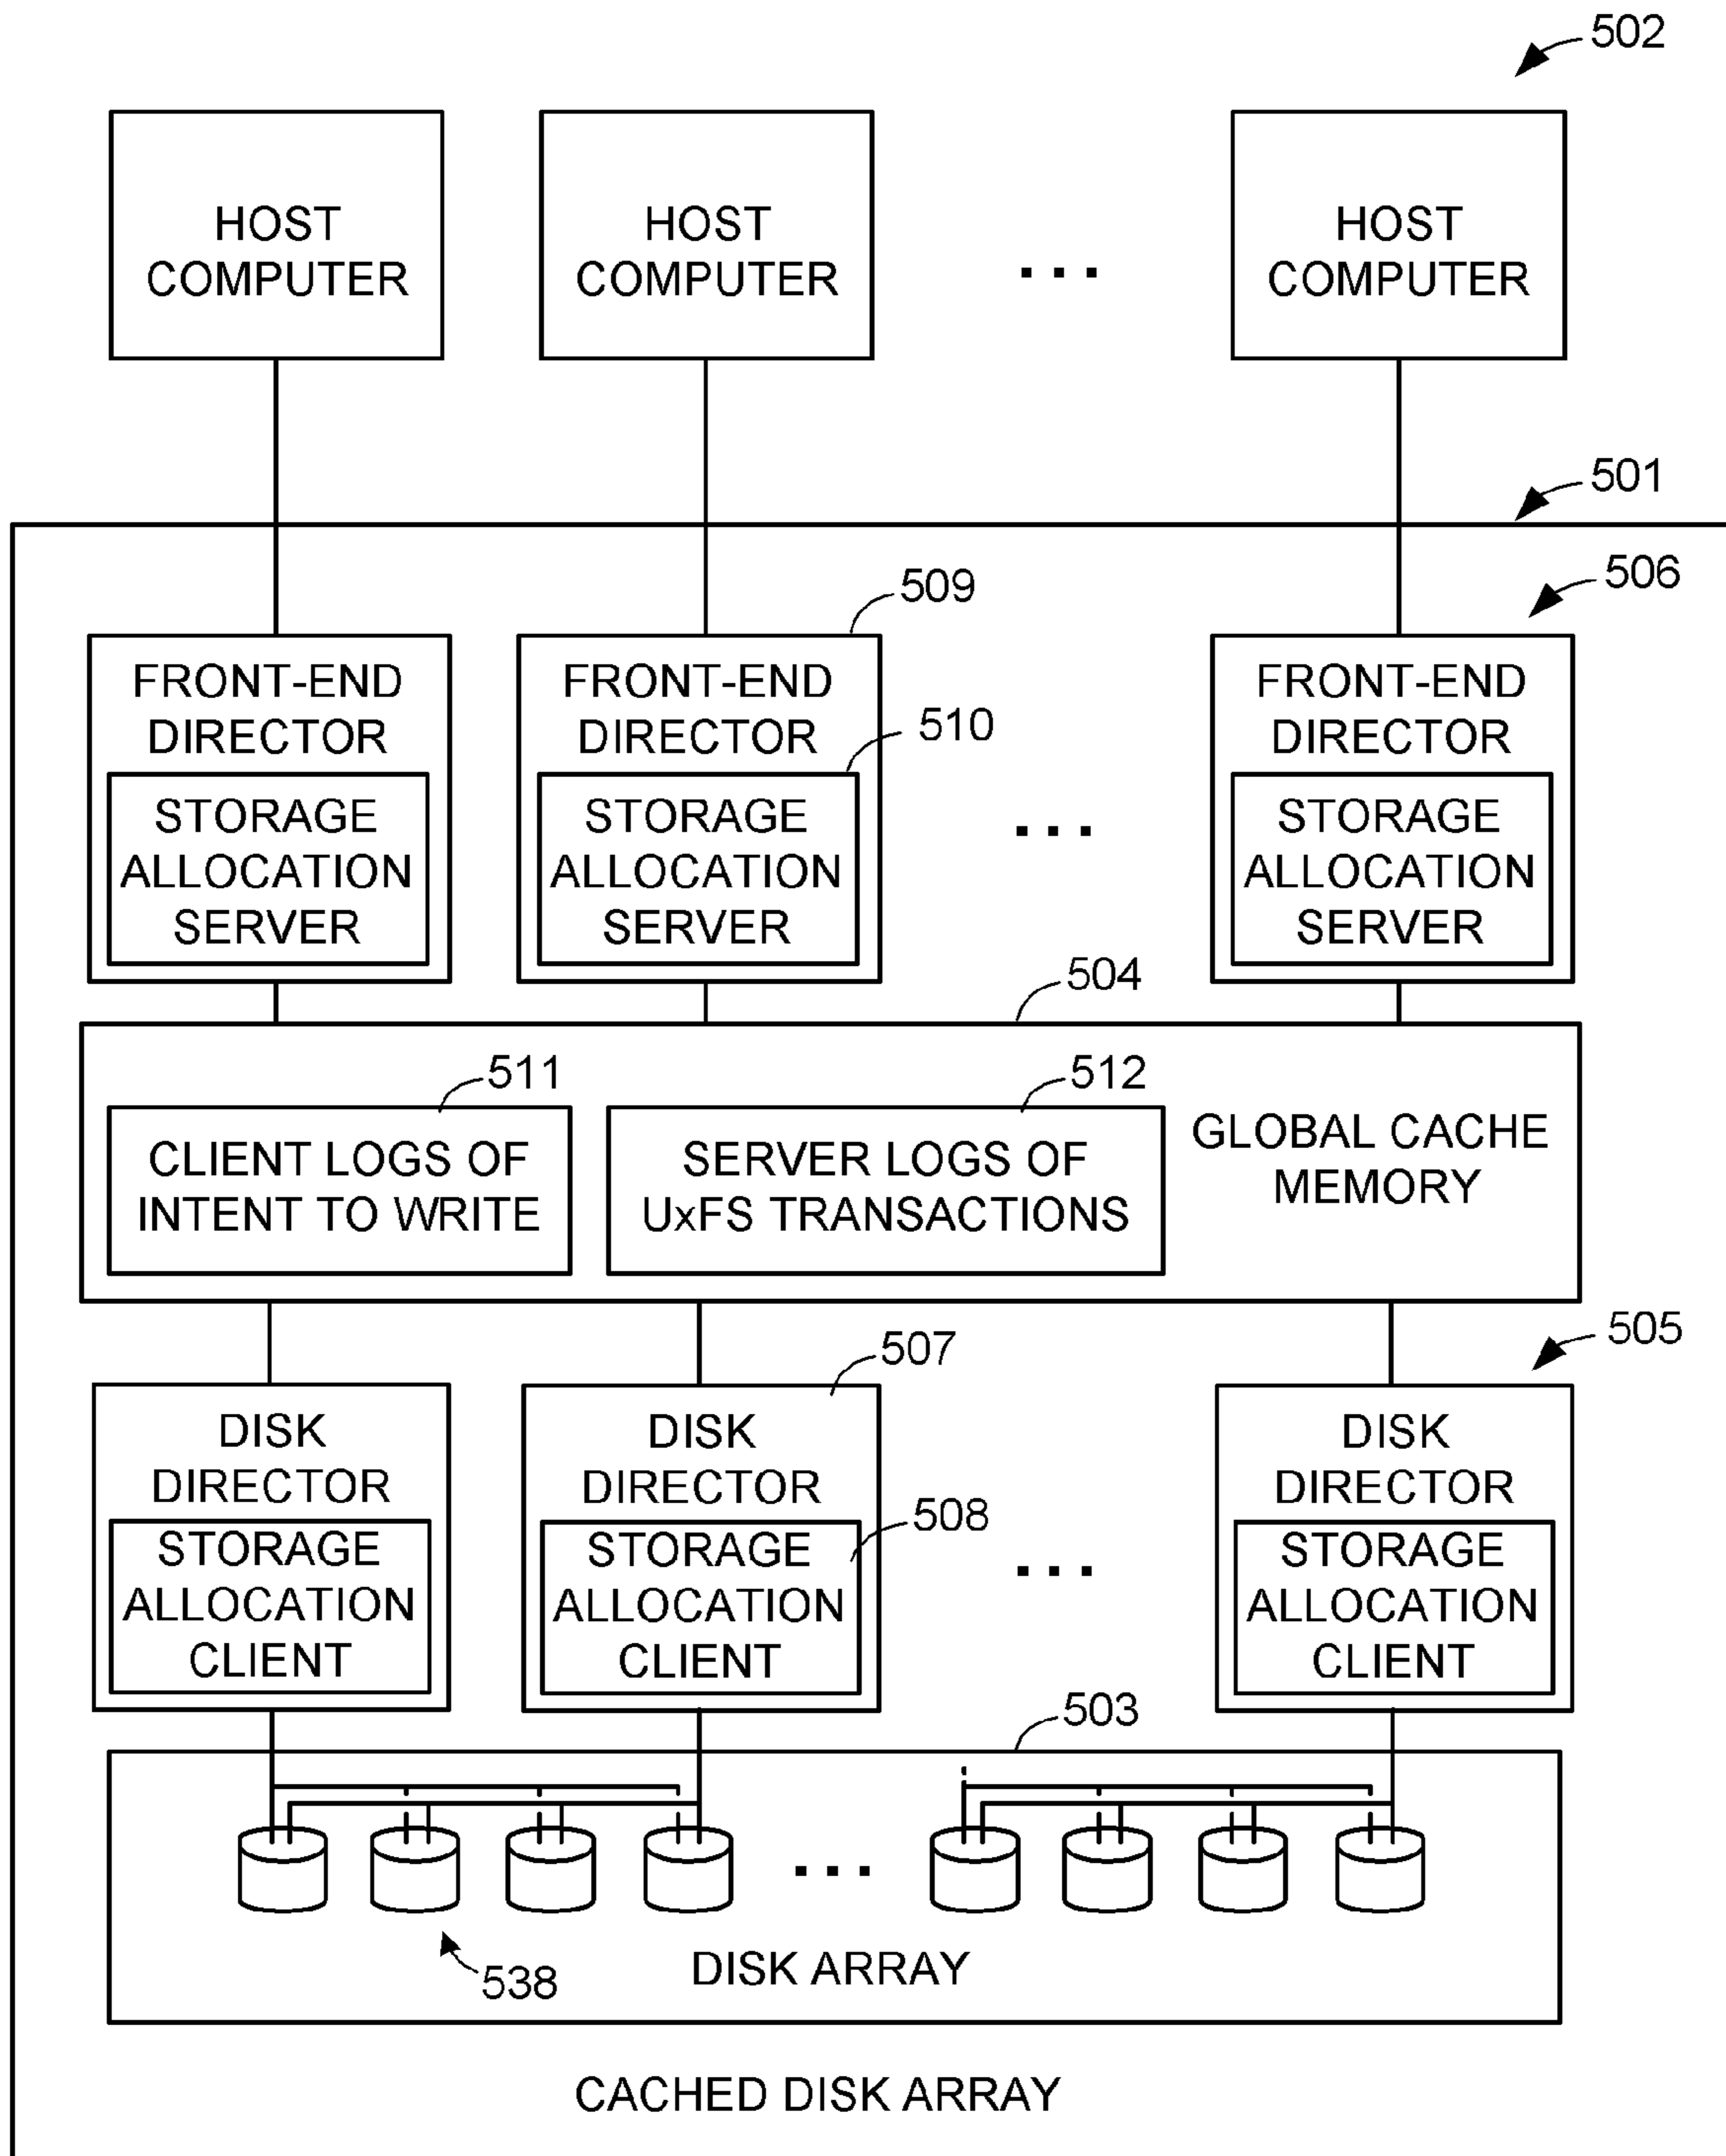 502
HOST
COMPUTER
HOST
COMPUTER
...
HOST
COMPUTER
501
506
509
FRONT-END
DIRECTOR
STORAGE
ALLOCATION
SERVER
FRONT-END
DIRECTOR
510
STORAGE
ALLOCATION
SERVER
...
FRONT-END
DIRECTOR
STORAGE
ALLOCATION
SERVER
504
511
CLIENT LOGS OF
INTENT TO WRITE
512
SERVER LOGS OF
UxFS TRANSACTIONS
GLOBAL CACHE
MEMORY
505
507
DISK
DIRECTOR
STORAGE
ALLOCATION
CLIENT
DISK
DIRECTOR
508
STORAGE
ALLOCATION
CLIENT
...
DISK
DIRECTOR
STORAGE
ALLOCATION
CLIENT
503
...
538
DISK ARRAY
CACHED DISK ARRAY